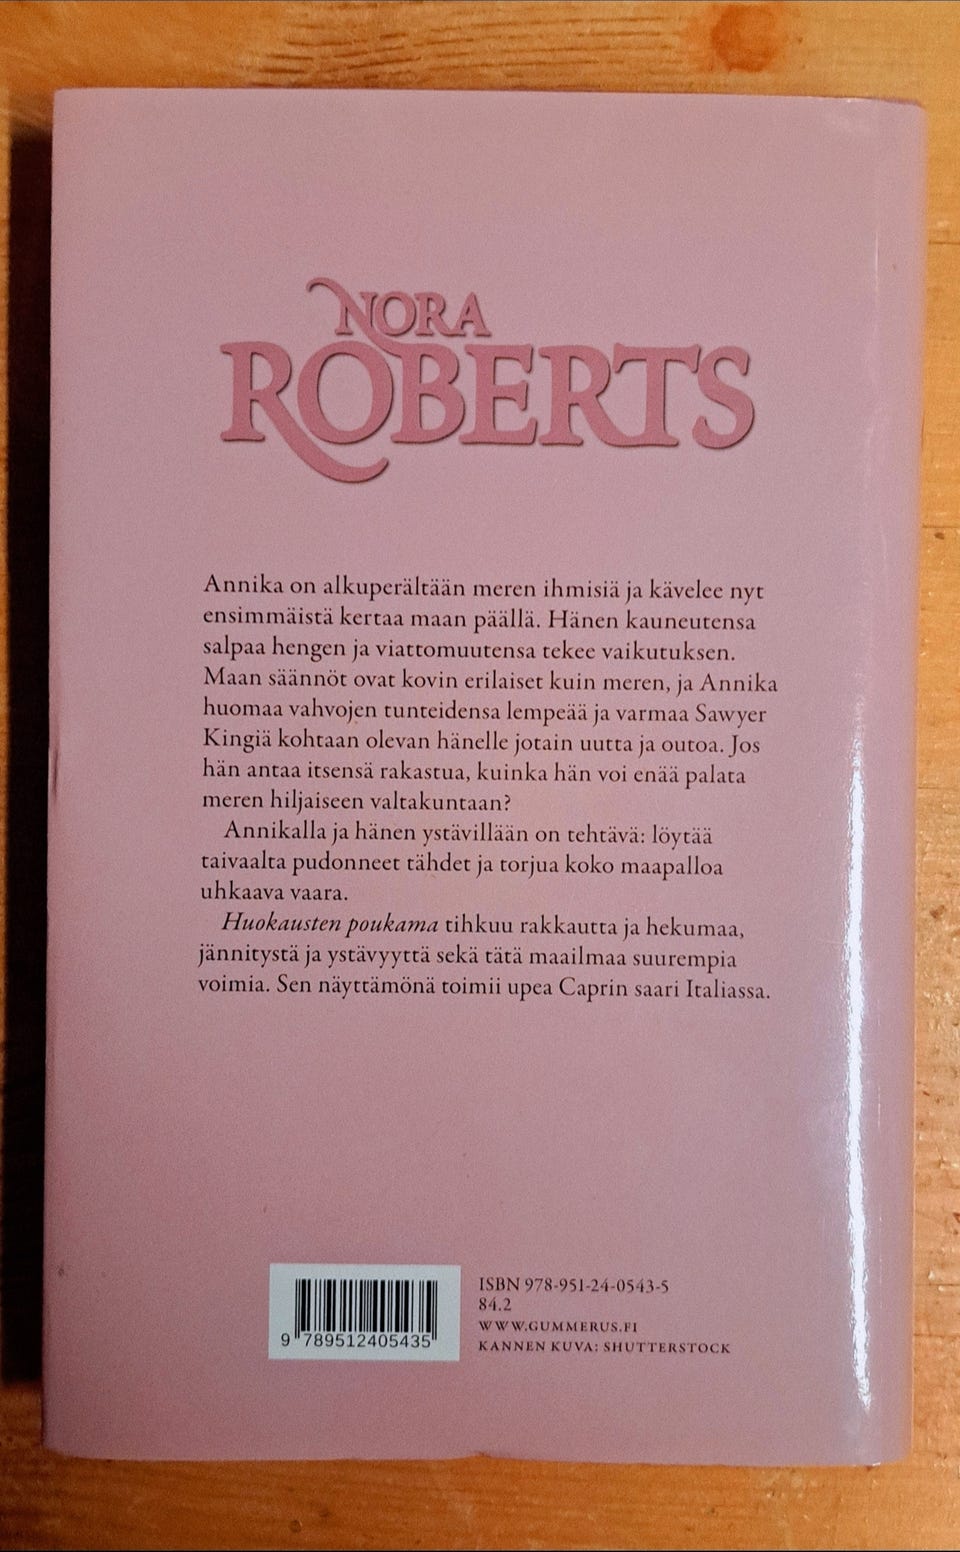 NORA
ROBERTS
Annika on alkuperältään meren ihmisiä ja kävelee nyt
ensimmäistä kertaa maan päällä. Hänen kauneutensa
salpaa hengen ja viattomuutensa tekee vaikutuksen.
Maan säännöt ovat kovin erilaiset kuin meren, ja Annika
huomaa vahvojen tunteidensa lempeää ja varmaa Sawyer
Kingiä kohtaan olevan hänelle jotain uutta ja outoa. Jos
hän antaa itsensä rakastua, kuinka hän voi enää palata
meren hiljaiseen valtakuntaan?
Annikalla ja hänen ystävillään on tehtävä: löytää
taivaalta pudonneet tähdet ja torjua koko maapalloa
uhkaava vaara.
Huokausten poukama tihkuu rakkautta ja hekumaa,
jännitystä ja ystävyyttä sekä tätä maailmaa suurempia
voimia. Sen näyttämönä toimii upea Caprin saari Italiassa.
ISBN 978-951-24-0543-5
84.2
WWW.GUMMERUS.FI
KANNEN KUVA: SHUTTERSTOCK
9 789512 405435